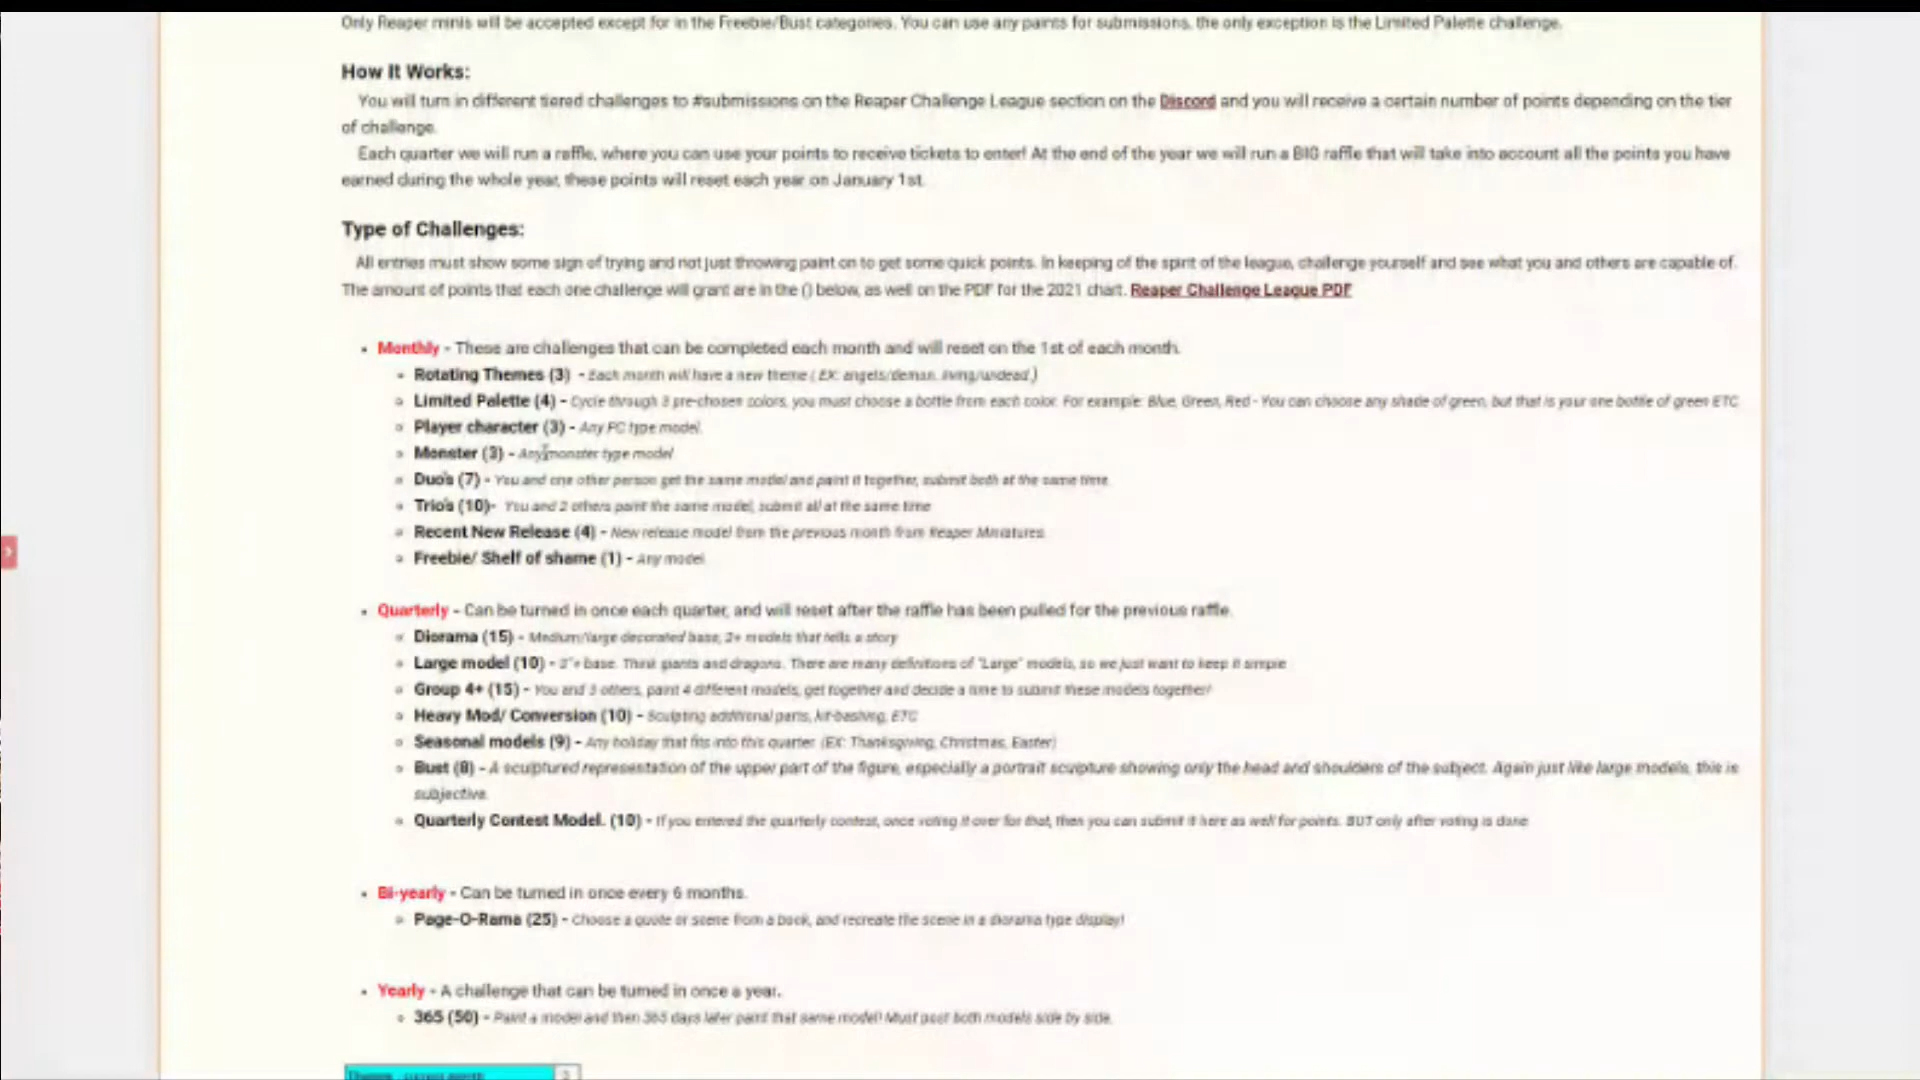 Only Reaper minis will be accepted except for in the Freebie/Bust categories. You can use any paints for submissions, the only exception is the Limited Palette challenge.
How It Works:
You will turn in different tiered challenges to #submissions on the Reaper Challenge League section on the Discord and you will receive a certain number of points depending on the tier
of challenge.
Each quarter we will run a raffle, where you can use your points to receive tickets to enter! At the end of the year we will run a BIG raffle that will take into account all the points you have
earned during the whole year, these points will reset each year on January 1st.
Type of Challenges:
All entries must show some sign of trying and not just throwing paint on to get some quick points. In keeping of the spirit of the league, challenge yourself and see what you and others are capable of.
The amount of points that each one challenge will grant are in the () below, as well on the PDF for the 2021 chart. Reaper Challenge League PDF
Monthly - These are challenges that can be completed each month and will reset on the 1st of each month.
Rotating Themes (3) - Each month will have a new theme ( EX: angels/demon, living/undead.)
Limited Palette (4) - Cycle through 3 pre-chosen colors, you must choose a bottle from each color. For example: Blue, Green, Red - You can choose any shade of green, but that is your one bottle of green ETC
Player character (3) - Any PC type model.
Monster (3) - Any monster type model
Duo's (7) - You and one other person get the same model and paint it together, submit both at the same time.
Trio's (10)- You and 2 others paint the same model, submit all at the same time
Recent New Release (4) - New release model from the previous month from Reaper Miniatures.
Freebie/ Shelf of shame (1) - Any model.
Quarterly - Can be turned in once each quarter, and will reset after the raffle has been pulled for the previous raffle.
Diorama (15) - Medium/large decorated base, 2+ models that tells a story
Large model (10) - 3"+ base. Think giants and dragons. There are many definitions of "Large" models, so we just want to keep it simple
Group 4+ (15) - You and 3 others, paint 4 different models, get together and decide a time to submit these models together!
Heavy Mod/ Conversion (10) - Sculpting additional parts, kit-bashing, ETC
Seasonal models (9) - Any holiday that fits into this quarter. (EX: Thanksgiving, Christmas, Easter)
Bust (8) - A sculptured representation of the upper part of the figure, especially a portrait sculpture showing only the head and shoulders of the subject. Again just like large models, this is
subjective.
Quarterly Contest Model. (10) - If you entered the quarterly contest, once voting it over for that, then you can submit it here as well for points. BUT only after voting is done
Bi-yearly - Can be turned in once every 6 months.
Page-O-Rama (25) - Choose a quote or scene from a book, and recreate the scene in a diorama type display!
Yearly - A challenge that can be turned in once a year.
365 (50) - Paint a model and then 365 days later paint that same model! Must post both models side by side.